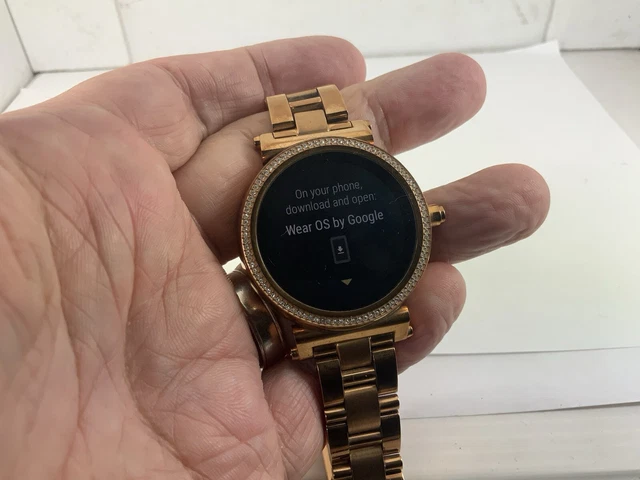 On your phone,
download and open:
Wear OS by Google